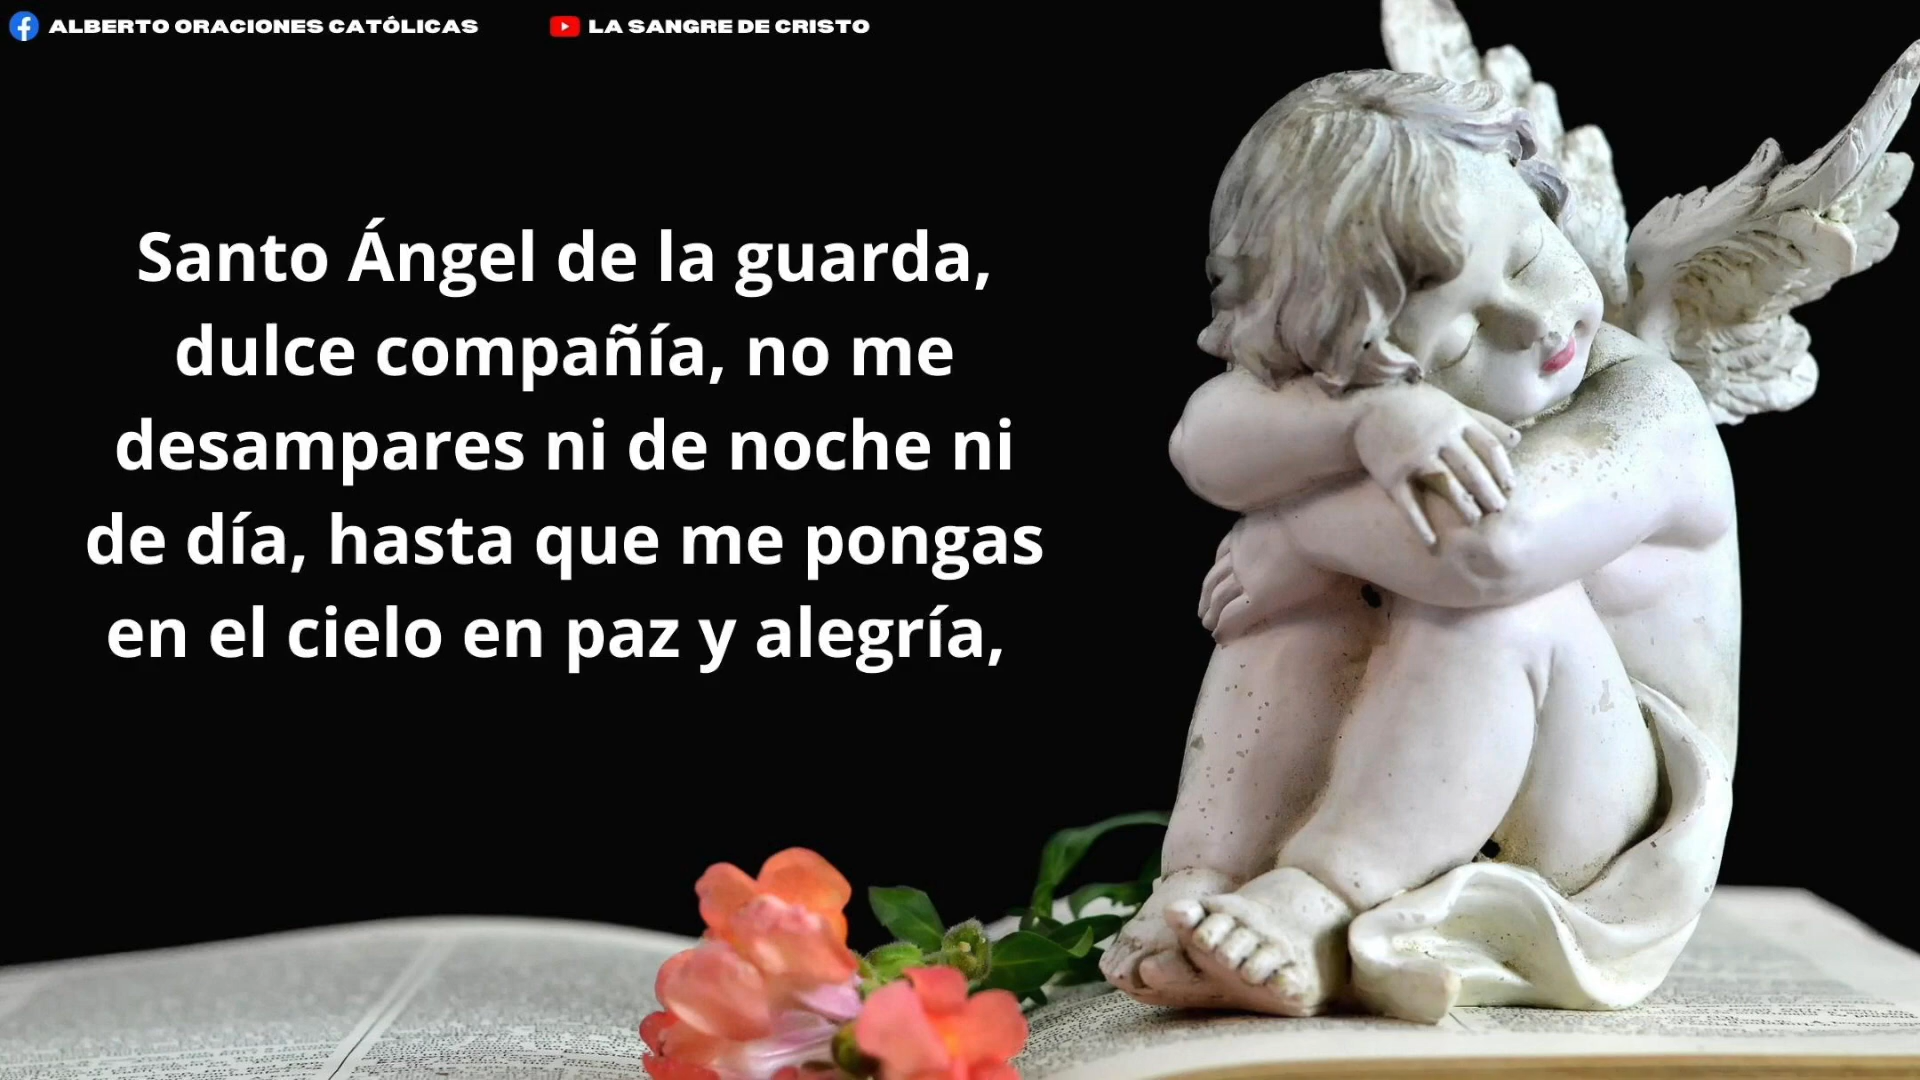 ALBERTO ORACIONES CATÓLICAS
LA SANGRE DE CRISTO
Santo Ángel de la guarda,
dulce compañía, no me
desampares ni de noche ni
de día, hasta que me pongas
en el cielo en paz y alegría,